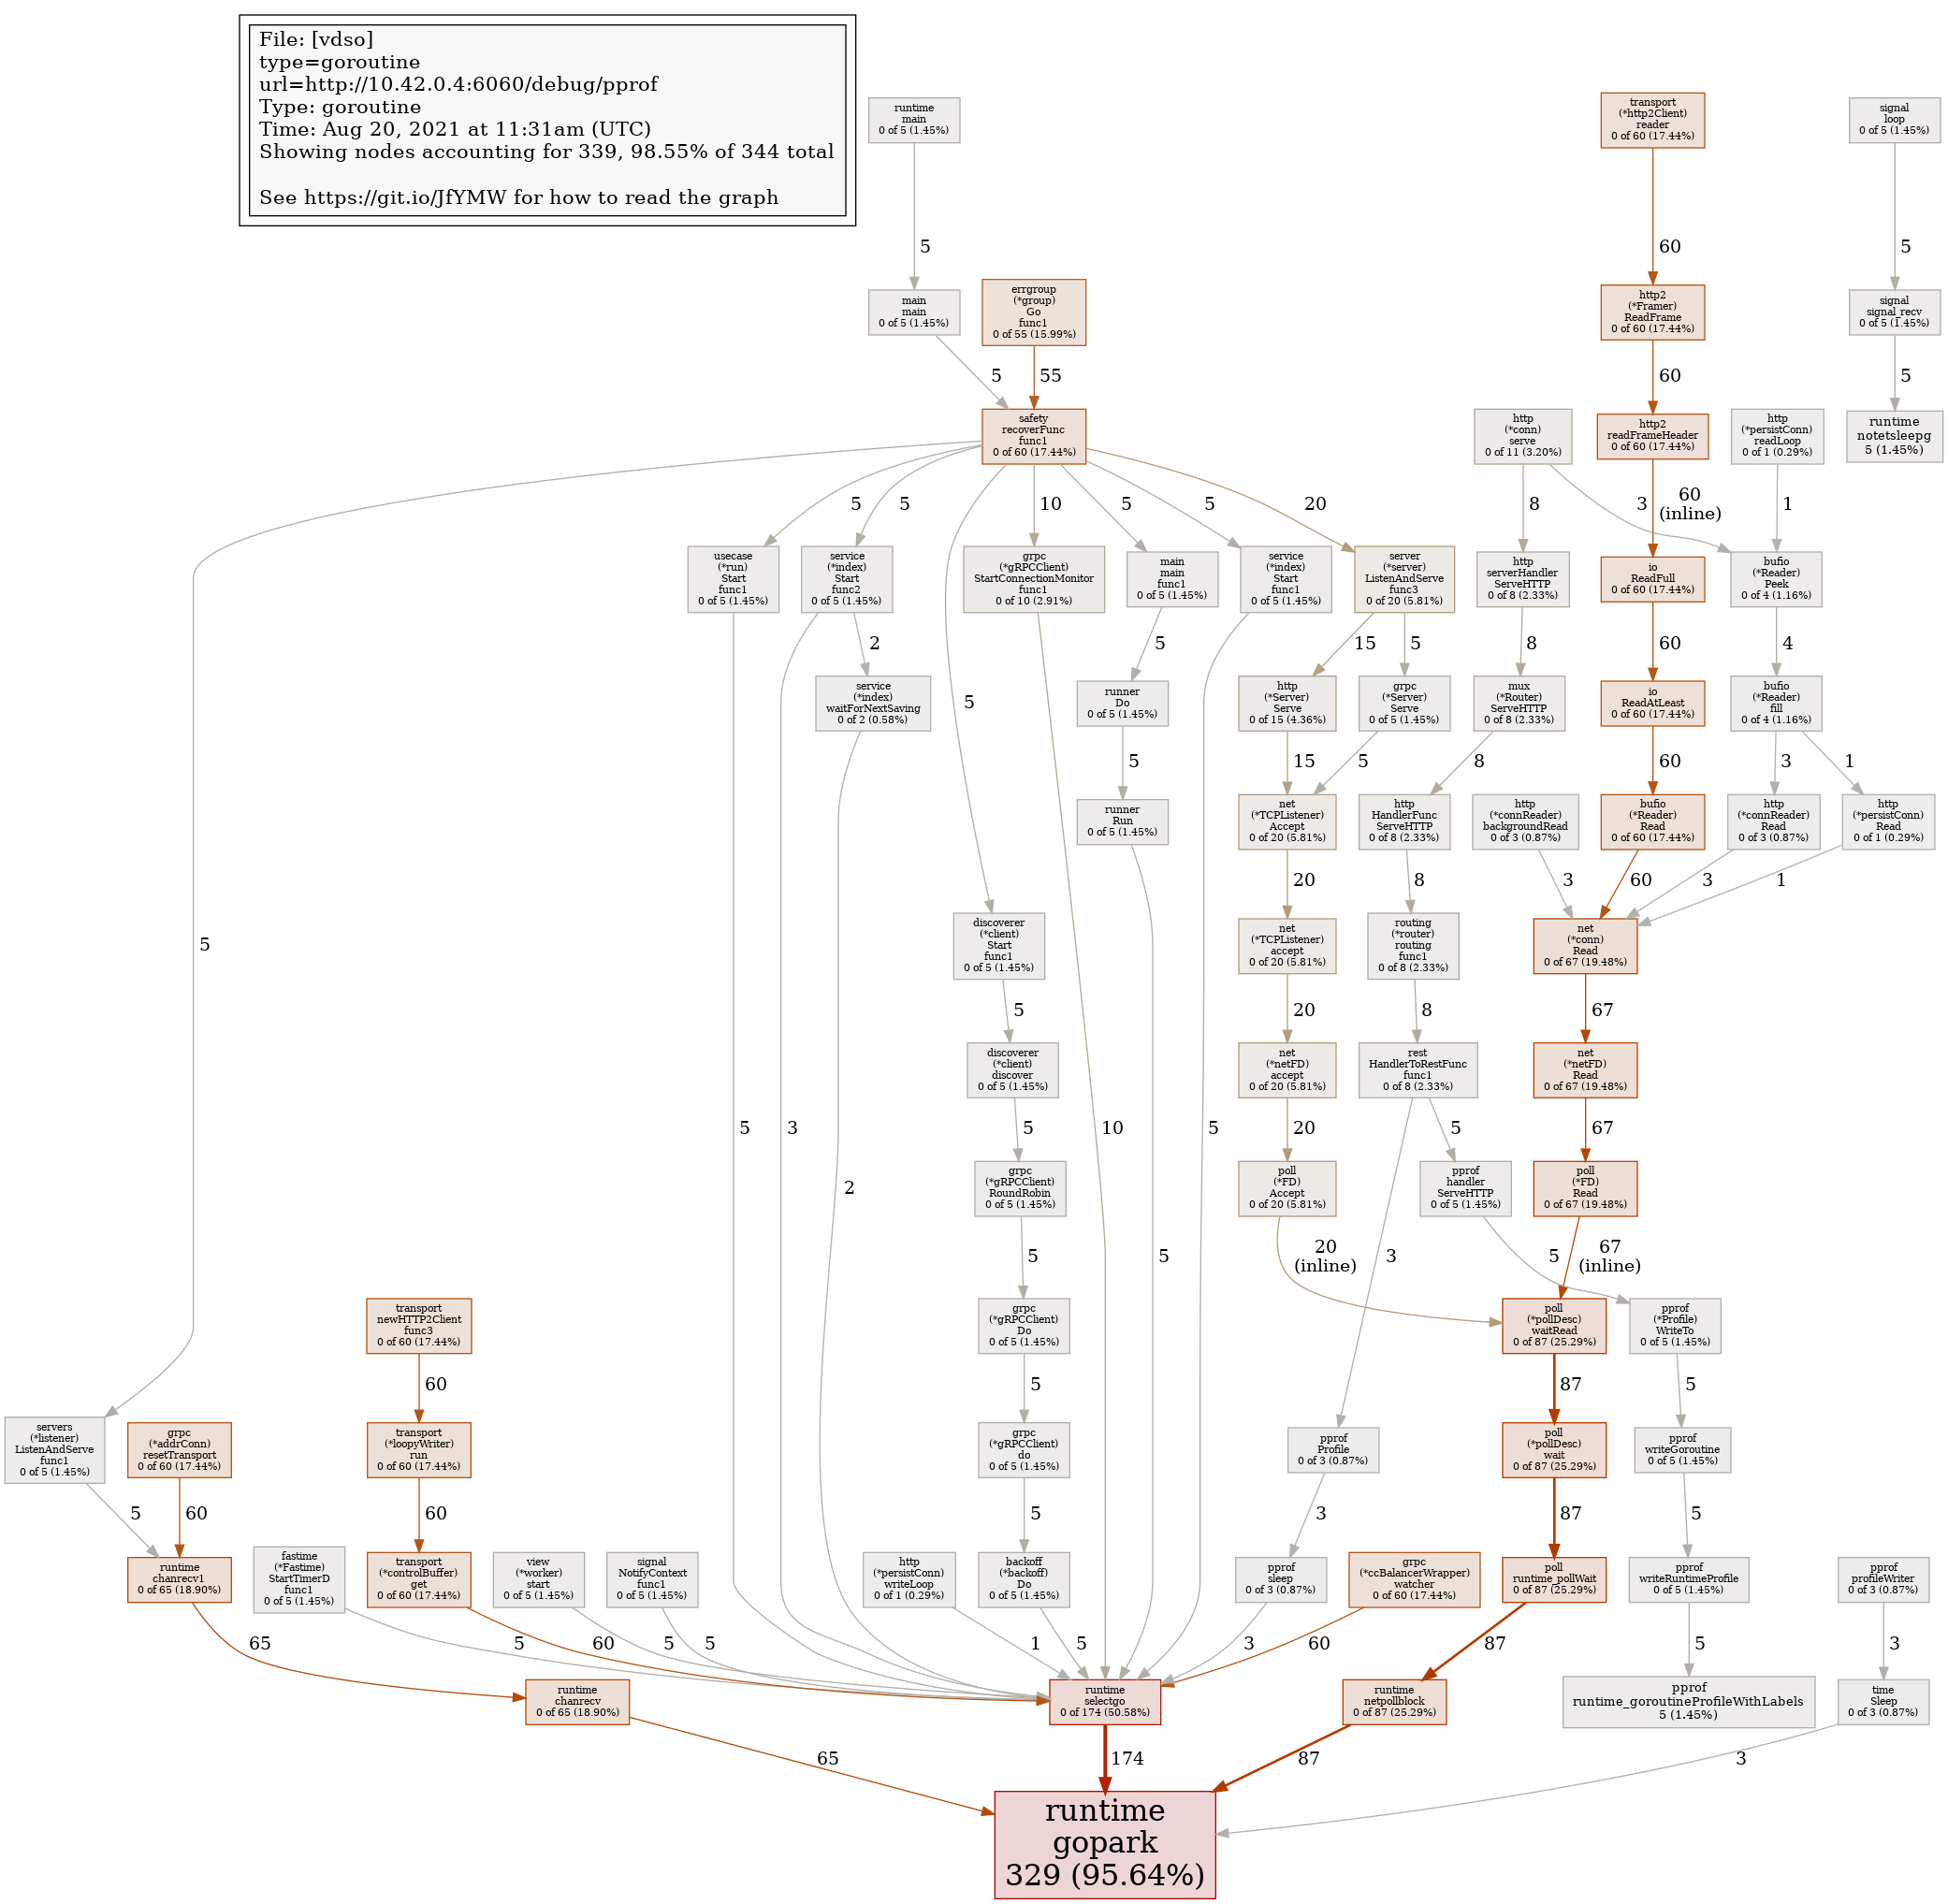 File: [vdso]
type=goroutine
url=http://10.42.0.4:6060/debug/pprof
Type: goroutine
Time: Aug 20, 2021 at 11:31am (UTC)
Showing nodes accounting for 339, 98.55% of 344 total
See https://git.io/JfYMW for how to read the graph
runtime
main
0 of 5 (1.45%)
transport
(*http2Client)
reader
0 of 60 (17.44%)
signal
loop
0 of 5 (1.45%)
5
60
5
main
main
0 of 5 (1.45%)
errgroup
(*group)
Go
func1
0 of 55 (15.99%)
http2
(*Framer)
ReadFrame
0 of 60 (17.44%)
signal
signal_recv
0 of 5 (1.45%)
5
55
60
5
safety
recoverFunc
func1
0 of 60 (17.44%)
http
(*conn)
serve
0 of 11 (3.20%)
http2
readFrameHeader
0 of 60 (17.44%)
http
(*persistConn)
readLoop
0 of 1 (0.29%)
runtime
notetsleepg
5 (1.45%)
5
5
10
5
5
20
8
3
60
(inline)
1
usecase
(*run)
Start
func1
0 of 5 (1.45%)
service
(*index)
Start
func2
0 of 5 (1.45%)
grpc
(*gRPCClient)
StartConnectionMonitor
func1
0 of 10 (2.91%)
main
main
func1
0 of 5 (1.45%)
service
(*index)
Start
func1
0 of 5 (1.45%)
server
(*server)
ListenAndServe
func3
0 of 20 (5.81%)
http
serverHandler
ServeHTTP
0 of 8 (2.33%)
io
ReadFull
0 of 60 (17.44%)
bufio
(*Reader)
Peek
0 of 4 (1.16%)
2
5
5
15
5
8
60
4
service
(*index)
waitForNextSaving
0 of 2 (0.58%)
runner
Do
0 of 5 (1.45%)
http
(*Server)
Serve
0 of 15 (4.36%)
grpc
(*Server)
Serve
0 of 5 (1.45%)
mux
(*Router)
ServeHTTP
0 of 8 (2.33%)
io
ReadAtLeast
0 of 60 (17.44%)
bufio
(*Reader)
fill
0 of 4 (1.16%)
5
15
5
8
60
3
1
runner
Run
0 of 5 (1.45%)
net
(*TCPListener)
Accept
0 of 20 (5.81%)
http
HandlerFunc
ServeHTTP
0 of 8 (2.33%)
http
(*connReader)
backgroundRead
0 of 3 (0.87%)
bufio
(*Reader)
Read
0 of 60 (17.44%)
http
(*connReader)
Read
0 of 3 (0.87%)
http
(*persistConn)
Read
0 of 1 (0.29%)
20
8
3
60
3
1
5
discoverer
(*client)
Start
func1
0 of 5 (1.45%)
net
(*TCPListener)
accept
0 of 20 (5.81%)
routing
(*router)
routing
func1
0 of 8 (2.33%)
net
(*conn)
Read
0 of 67 (19.48%)
5
20
8
67
discoverer
(*client)
discover
0 of 5 (1.45%)
net
(*netFD)
accept
0 of 20 (5.81%)
rest
HandlerToRestFunc
func1
0 of 8 (2.33%)
net
(*netFD)
Read
0 of 67 (19.48%)
5
3
5
10
5
20
5
67
grpc
(*gRPCClient)
RoundRobin
0 of 5 (1.45%)
poll
(*FD)
Accept
0 of 20 (5.81%)
pprof
handler
ServeHTTP
0 of 5 (1.45%)
poll
(*FD)
Read
0 of 67 (19.48%)
2
5
5
20
(inline)
3
5
67
(inline)
transport
newHTTP2Client
func3
0 of 60 (17.44%)
grpc
(*gRPCClient)
Do
0 of 5 (1.45%)
poll
(*pollDesc)
waitRead
0 of 87 (25.29%)
pprof
(*Profile)
WriteTo
0 of 5 (1.45%)
60
5
87
5
servers
(*listener)
ListenAndServe
func1
0 of 5 (1.45%)
grpc
(*addrConn)
resetTransport
0 of 60 (17.44%)
transport
(*loopyWriter)
run
0 of 60 (17.44%)
grpc
(*gRPCClient)
do
0 of 5 (1.45%)
pprof
Profile
0 of 3 (0.87%)
poll
(*pollDesc)
wait
0 of 87 (25.29%)
pprof
writeGoroutine
0 of 5 (1.45%)
5
60
60
5
3
87
5
runtime
chanrecv1
0 of 65 (18.90%)
fastime
(*Fastime)
StartTimerD
func1
0 of 5 (1.45%)
transport
(*controlBuffer)
get
0 of 60 (17.44%)
view
(*worker)
start
0 of 5 (1.45%)
signal
NotifyContext
func1
0 of 5 (1.45%)
http
(*persistConn)
writeLoop
0 of 1 (0.29%)
backoff
(*backoff)
Do
0 of 5 (1.45%)
pprof
sleep
0 of 3 (0.87%)
grpc
(*ccBalancerWrapper)
watcher
0 of 60 (17.44%)
poll
runtime_pollWait
0 of 87 (25.29%)
pprof
writeRuntimeProfile
0 of 5 (1.45%)
pprof
profileWriter
0 of 3 (0.87%)
65
5
60
5
5
1
5
3
60
87
5
3
runtime
chanrecv
0 of 65 (18.90%)
runtime
selectgo
0 of 174 (50.58%)
runtime
netpollblock
0 of 87 (25.29%)
pprof
runtime_goroutineProfileWithLabels
5 (1.45%)
time
Sleep
0 of 3 (0.87%)
65
174
87
3
runtime
gopark
329 (95.64%)